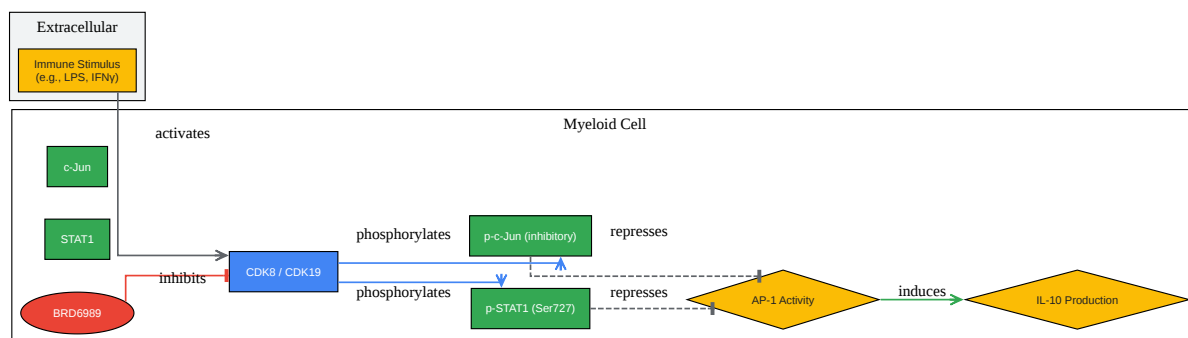 Extracellular
Immune Stimulus
(e.g., LPS, IFNγ)
activates
Myeloid Cell
c-Jun
STAT1
phosphorylates
p-c-Jun (inhibitory)
represses
inhibits
CDK8 / CDK19
phosphorylates
represses
BRD6989
p-STAT1 (Ser727)
AP-1 Activity
induces
IL-10 Production